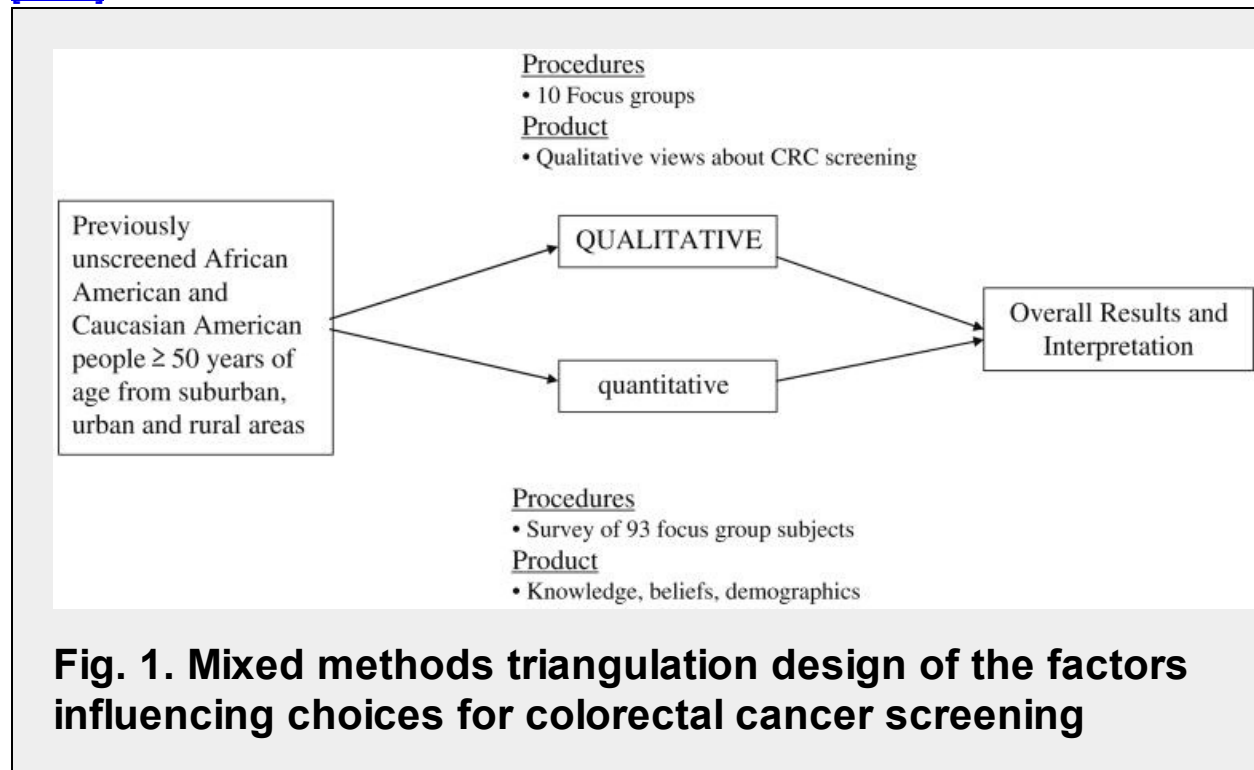 Procedures
• 10 Focus groups
Product
• Qualitative views about CRC screening
Previously
unscreened African
American and
Caucasian American
people ≥ 50 years of
age from suburban,
urban and rural areas
QUALITATIVE
quantitative
Overall Results and
Interpretation
Procedures
• Survey of 93 focus group subjects
Product
• Knowledge, beliefs, demographics
Fig. 1. Mixed methods triangulation design of the factors
influencing choices for colorectal cancer screening